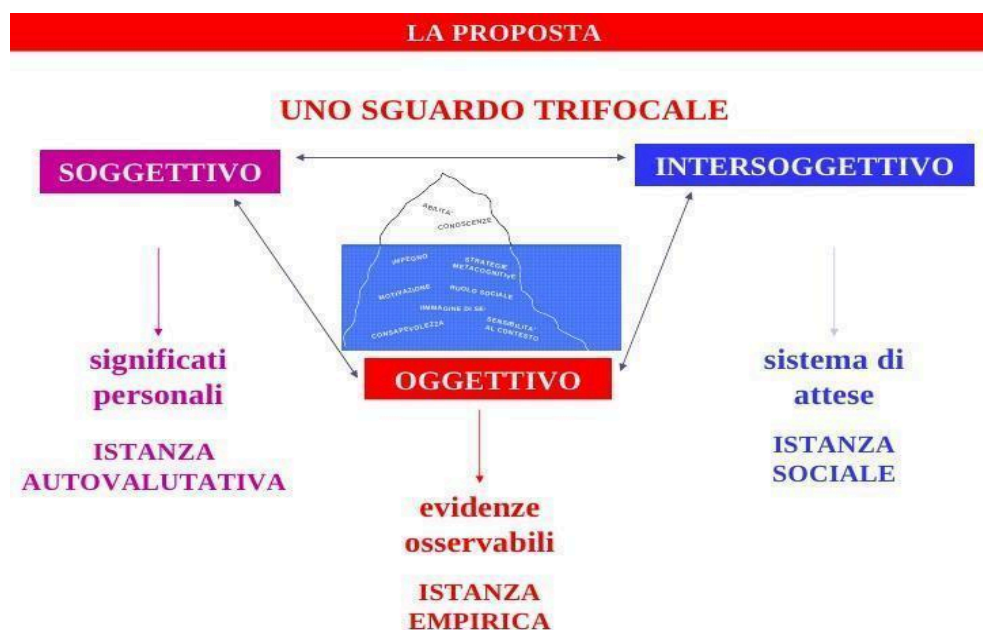 LA PROPOSTA
UNO SGUARDO TRIFOCALE
SOGGETTIVO
INTERSOGGETTIVO
ABILITA'
CONOSCENZE
IMPEGNO
STRATEGIE
METACOGNITIVE
MOTIVAZIONE
RUOLO SOCIALE
IMMAGINE DI SE'
CONSAPEVOLEZZA
SENSIBILITA'
AL CONTESTO
OGGETTIVO
significati
personali
ISTANZA
AUTOVALUTATIVA
sistema di
attese
ISTANZA
SOCIALE
evidenze
osservabili
ISTANZA
EMPIRICA